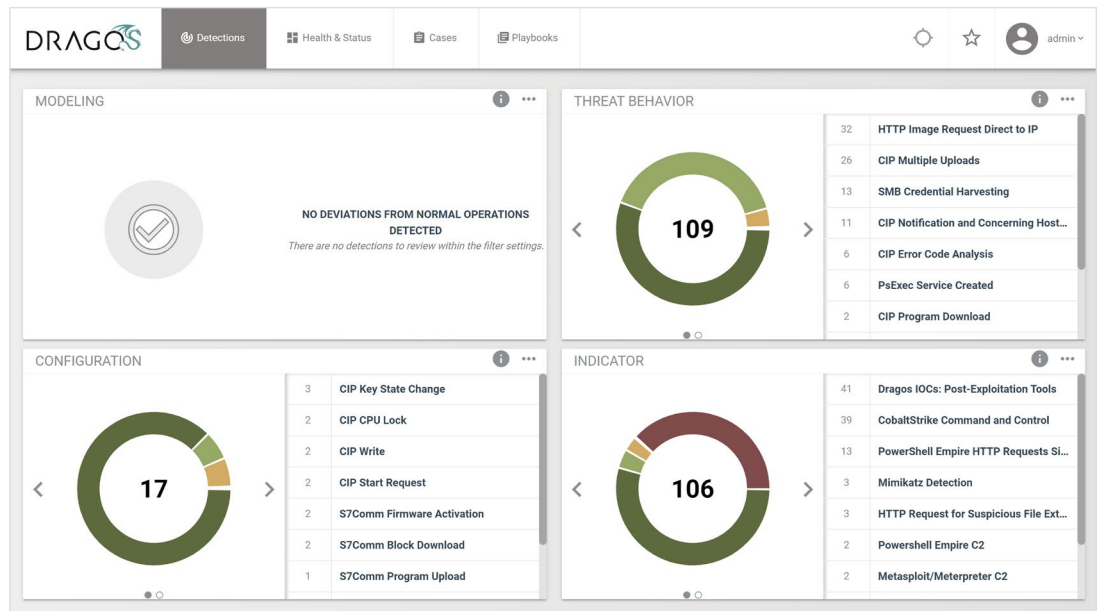 DRAGOS
Detections
Health & Status
Cases
Playbooks
admin
MODELING
NO DEVIATIONS FROM NORMAL OPERATIONS
DETECTED
There are no detections to review within the filter settings.
THREAT BEHAVIOR
109
32 HTTP Image Request Direct to IP
26 CIP Multiple Uploads
13 SMB Credential Harvesting
11 CIP Notification and Concerning Host...
6 CIP Error Code Analysis
6 PsExec Service Created
2 CIP Program Download
CONFIGURATION
17
3 CIP Key State Change
2 CIP CPU Lock
2 CIP Write
2 CIP Start Request
2 S7Comm Firmware Activation
2 S7Comm Block Download
1 S7Comm Program Upload
INDICATOR
106
41 Dragos IOCs: Post-Exploitation Tools
39 CobaltStrike Command and Control
13 PowerShell Empire HTTP Requests Si...
3 Mimikatz Detection
3 HTTP Request for Suspicious File Ext...
2 Powershell Empire C2
2 Metasploit/Meterpreter C2